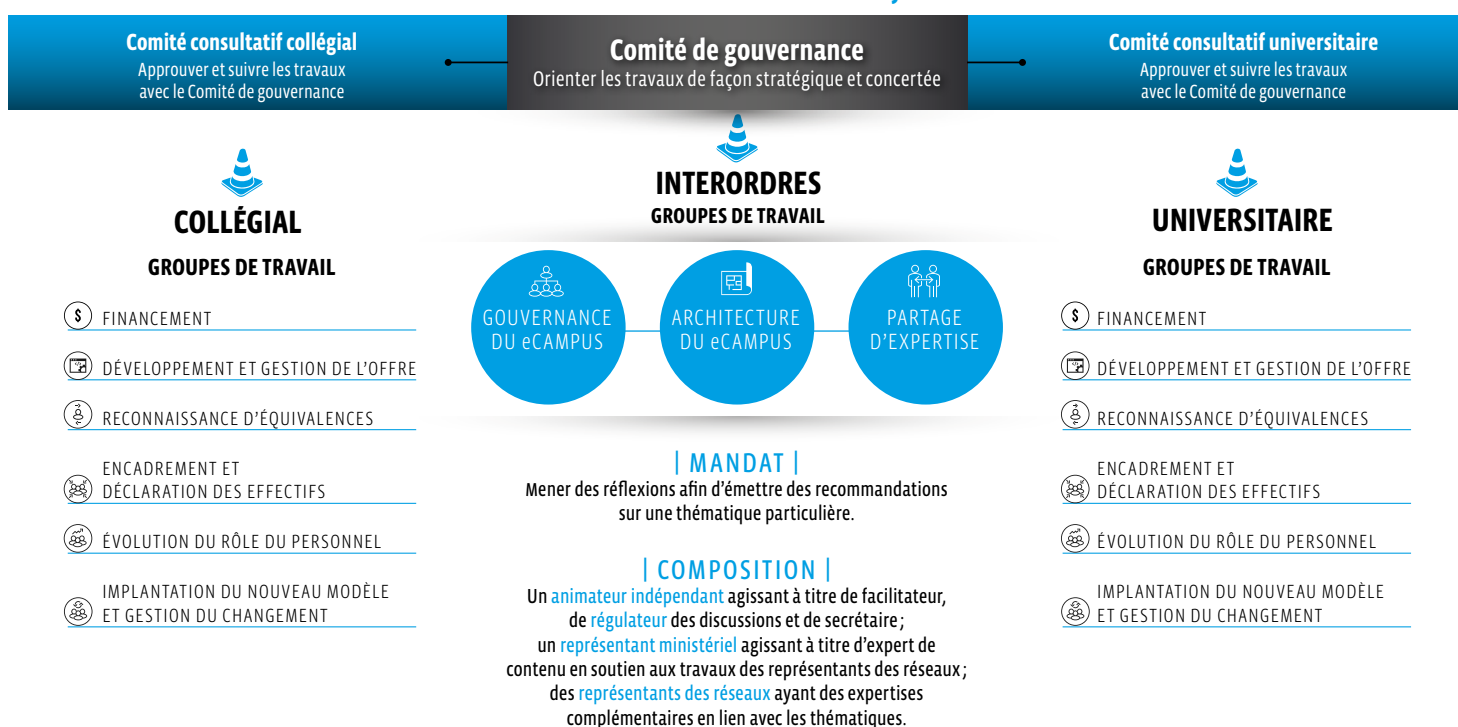 Comité consultatif collégial
Approuver et suivre les travaux
avec le Comité de gouvernance
Comité de gouvernance
Orienter les travaux de façon stratégique et concertée
Comité consultatif universitaire
Approuver et suivre les travaux
avec le Comité de gouvernance
COLLÉGIAL
GROUPES DE TRAVAIL
$ FINANCEMENT
DÉVELOPPEMENT ET GESTION DE L'OFFRE
RECONNAISSANCE D'ÉQUIVALENCES
ENCADREMENT ET
DÉCLARATION DES EFFECTIFS
ÉVOLUTION DU RÔLE DU PERSONNEL
IMPLANTATION DU NOUVEAU MODÈLE
ET GESTION DU CHANGEMENT
INTERORDRES
GROUPES DE TRAVAIL
GOUVERNANCE
DU eCAMPUS
ARCHITECTURE
DU eCAMPUS
PARTAGE
D'EXPERTISE
| MANDAT |
Mener des réflexions afin d'émettre des recommandations
sur une thématique particulière.
| COMPOSITION |
Un animateur indépendant agissant à titre de facilitateur,
de régulateur des discussions et de secrétaire ;
un représentant ministériel agissant à titre d'expert de
contenu en soutien aux travaux des représentants des réseaux ;
des représentants des réseaux ayant des expertises
complémentaires en lien avec les thématiques.
UNIVERSITAIRE
GROUPES DE TRAVAIL
$ FINANCEMENT
DÉVELOPPEMENT ET GESTION DE L'OFFRE
RECONNAISSANCE D'ÉQUIVALENCES
ENCADREMENT ET
DÉCLARATION DES EFFECTIFS
ÉVOLUTION DU RÔLE DU PERSONNEL
IMPLANTATION DU NOUVEAU MODÈLE
ET GESTION DU CHANGEMENT